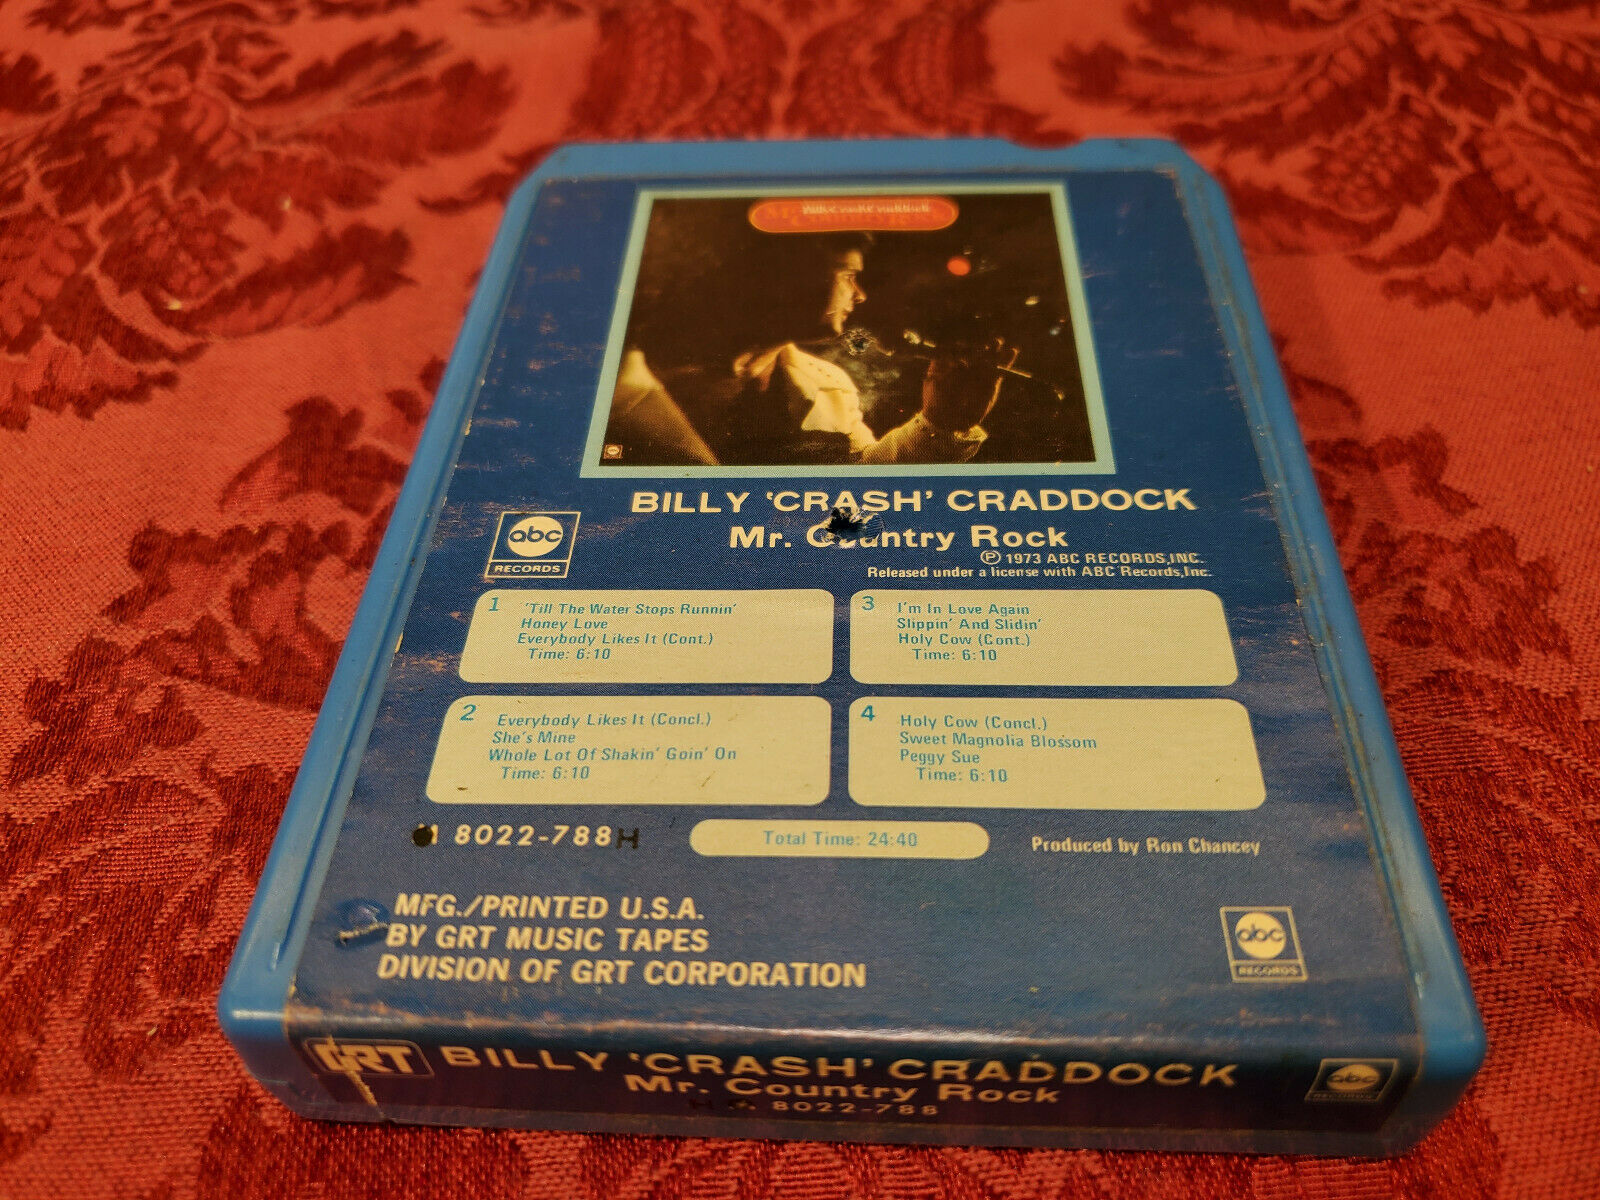 Billy Crash Craddock
BILLY 'CRASH' CRADDOCK
Mr. Country Rock
abc
RECORDS
Ⓟ 1973 ABC RECORDS, INC.
Released under a license with ABC Records, Inc.
1 'Till The Water Stops Runnin'
Honey Love
Everybody Likes It (Cont.)
Time: 6:10
2 Everybody Likes It (Concl.)
She's Mine
Whole Lot Of Shakin' Goin' On
Time: 6:10
3 I'm In Love Again
Slippin' And Slidin'
Holy Cow (Cont.)
Time: 6:10
4 Holy Cow (Concl.)
Sweet Magnolia Blossom
Peggy Sue
Time: 6:10
8022-788 H
Total Time: 24:40
Produced by Ron Chancey
MFG./PRINTED U.S.A.
BY GRT MUSIC TAPES
DIVISION OF GRT CORPORATION
abc
RECORDS
GRT
BILLY 'CRASH' CRADDOCK
Mr. Country Rock
H 8022-788
abc
RECORDS